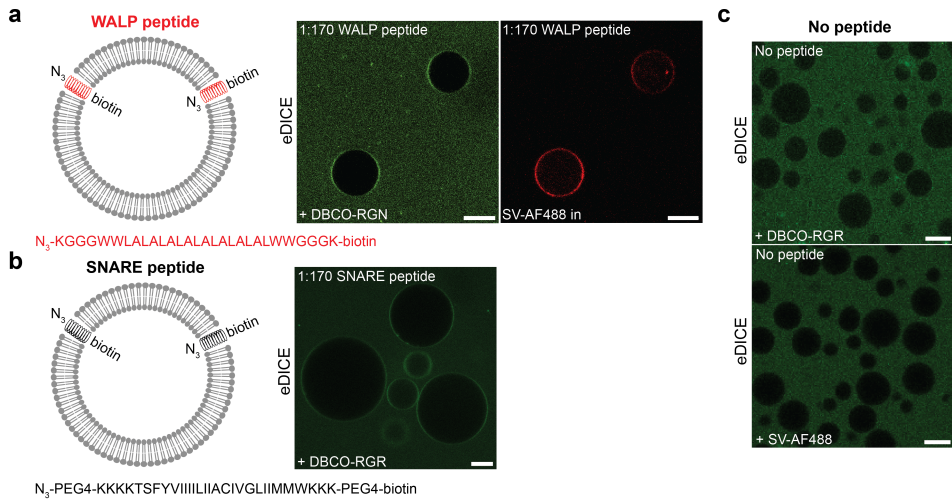 a
WALP peptide
N3
biotin
biotin
N3
eDICE
1:170 WALP peptide
+ DBCO-RGN
1:170 WALP peptide
SV-AF488 in
N3-KGGGWWLALALALALALALALWWGGGK-biotin
b
SNARE peptide
N3
biotin
biotin
N3
eDICE
1:170 SNARE peptide
+ DBCO-RGR
N3-PEG4-KKKKTSFYVIIIILIIACIVGLIIMMWKKK-PEG4-biotin
c
No peptide
eDICE
No peptide
+ DBCO-RGR
eDICE
No peptide
+ SV-AF488